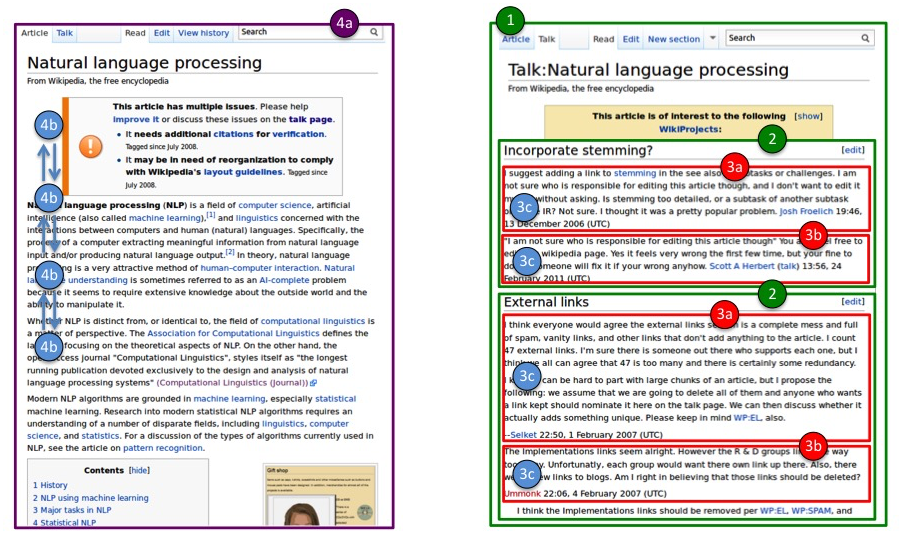 4a
Article Talk Read Edit View history Search
Natural language processing
From Wikipedia, the free encyclopedia
This article has multiple issues. Please help
improve it or discuss these issues on the talk page.
4b
• It needs additional citations for verification.
Tagged since July 2008.
• It may be in need of reorganization to comply
with Wikipedia's layout guidelines. Tagged since
July 2008.
4b
language processing (NLP) is a field of computer science, artificial
intelligence (also called machine learning),[1] and linguistics concerned with the
interactions between computers and human (natural) languages. Specifically, the
process of a computer extracting meaningful information from natural language
input and/or producing natural language output.[2] In theory, natural language
processing is a very attractive method of human–computer interaction. Natural
4b
understanding is sometimes referred to as an AI-complete problem
because it seems to require extensive knowledge about the outside world and the
ability to manipulate it.
Whether NLP is distinct from, or identical to, the field of computational linguistics is
a matter of perspective. The Association for Computational Linguistics defines the
4b
focusing on the theoretical aspects of NLP. On the other hand, the
open-access journal "Computational Linguistics", styles itself as "the longest
running publication devoted exclusively to the design and analysis of natural
language processing systems" (Computational Linguistics (Journal))
Modern NLP algorithms are grounded in machine learning, especially statistical
machine learning. Research into modern statistical NLP algorithms requires an
understanding of a number of disparate fields, including linguistics, computer
science, and statistics. For a discussion of the types of algorithms currently used in
NLP, see the article on pattern recognition.
Contents [hide]
1 History
2 NLP using machine learning
3 Major tasks in NLP
4 Statistical NLP
Gift shop
1
Article Talk Read Edit New section Search
Talk:Natural language processing
From Wikipedia, the free encyclopedia
This article is of interest to the following [show]
WikiProjects:
2
Incorporate stemming? [edit]
3a
I suggest adding a link to stemming in the see also tasks or challenges. I am
not sure who is responsible for editing this article though, and I don't want to edit it
without asking. Is stemming too detailed, or a subtask of another subtask
3c
IR? Not sure. I thought it was a pretty popular problem. Josh Froelich 19:46,
13 December 2006 (UTC)
3b
"I am not sure who is responsible for editing this article though" You free to
wikipedia page. Yes it feels very wrong the first few time, but your fine to
3c
someone will fix it if your wrong anyhow. Scott A Herbert (talk) 13:56, 24
February 2011 (UTC)
2
External links [edit]
3a
I think everyone would agree the external links is a complete mess and full
of spam, vanity links, and other links that don't add anything to the article. I count
47 external links. I'm sure there is someone out there who supports each one, but I
think we all can agree that 47 is too many and there is certainly some redundancy.
3c
I can be hard to part with large chunks of an article, but I propose the
following: we assume that we are going to delete all of them and anyone who wants
a link kept should nominate it here on the talk page. We can then discuss whether it
actually adds something unique. Please keep in mind WP:EL, also.
--Selket 22:50, 1 February 2007 (UTC)
3b
The Implementations links seem alright. However the R & D groups way
Unfortunately, each group would want there own link up there. Also, there
3c
links to blogs. Am I right in believing that those links should be deleted?
Ummonk 22:06, 4 February 2007 (UTC)
I think the Implementations links should be removed per WP:EL, WP:SPAM, and